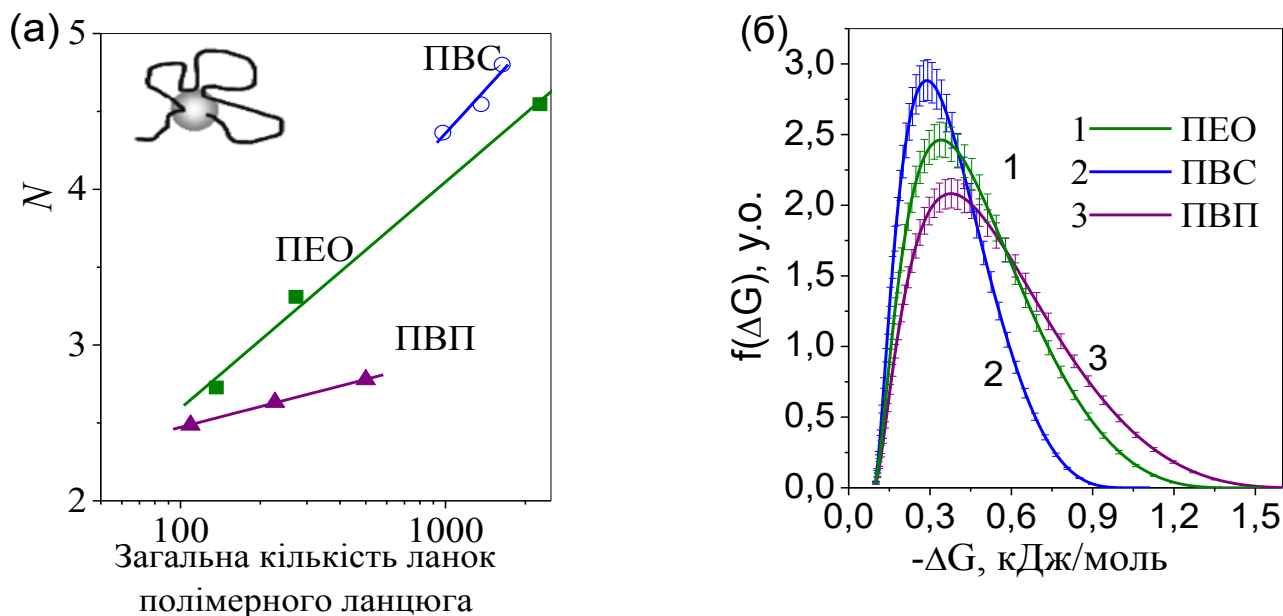 (а)
5
4
3
2
N
ПВС
ПЕО
ПВП
100
1000
Загальна кількість ланок
полімерного ланцюга
(б)
3,0
2,5
2,0
1,5
1,0
0,5
0,0
f(ΔG), у.о.
1 ПЕО
2 ПВС
3 ПВП
1
2
3
0,0 0,3 0,6 0,9 1,2 1,5
-ΔG, кДж/моль